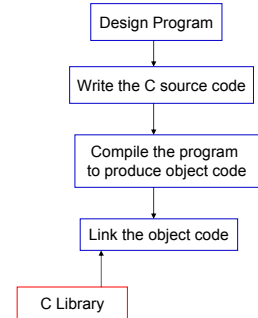 Design Program
Write the C source code
Compile the program
to produce object code
Link the object code
C Library